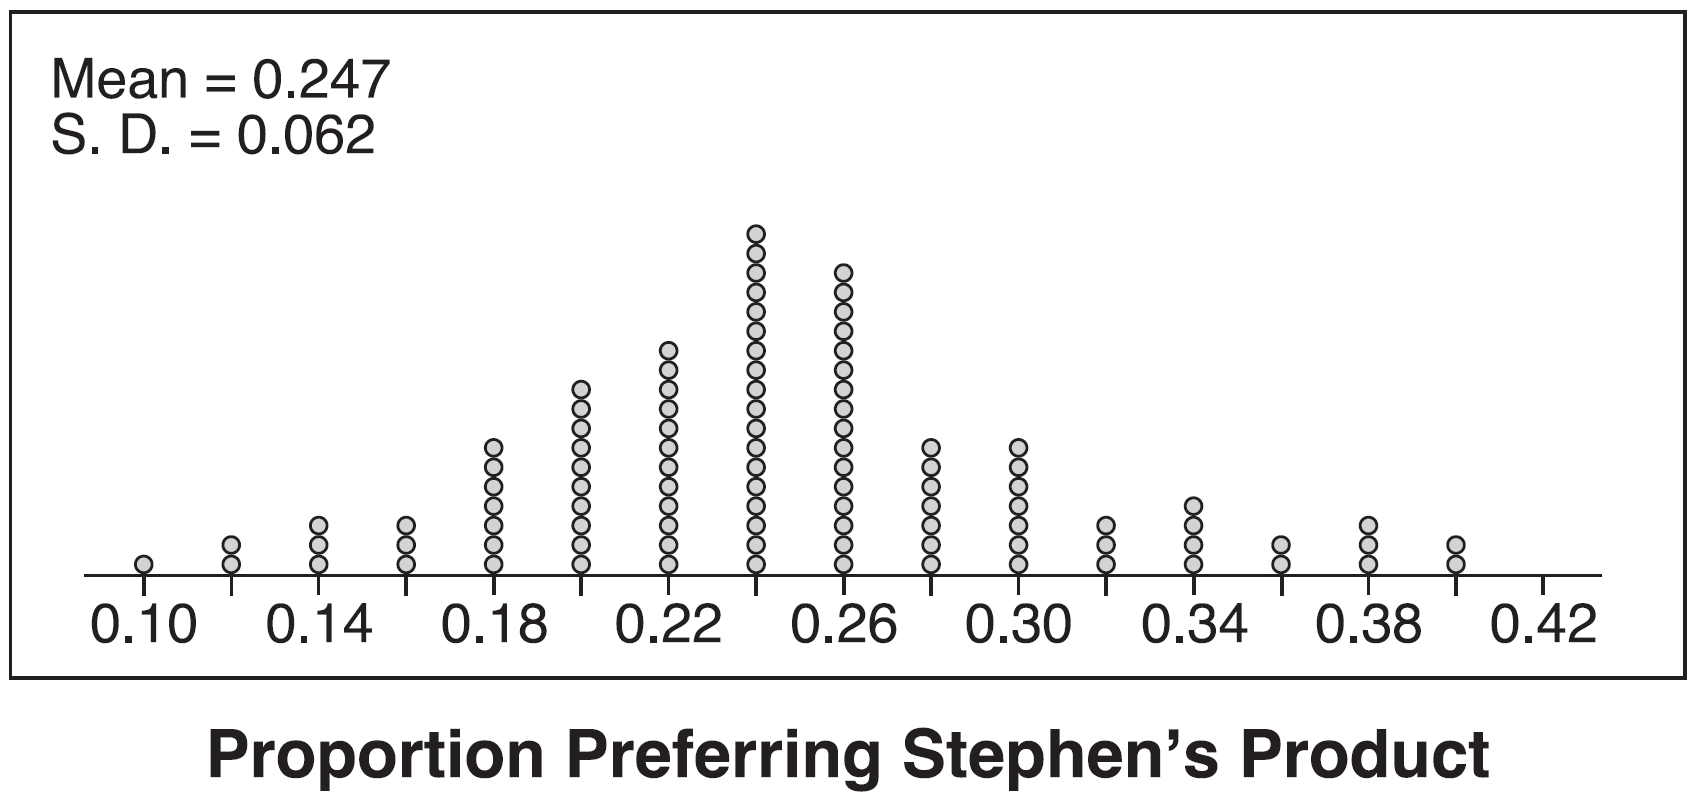 Mean = 0.247
S. D. = 0.062
0.10 0.14 0.18 0.22 0.26 0.30 0.34 0.38 0.42
Proportion Preferring Stephen’s Product